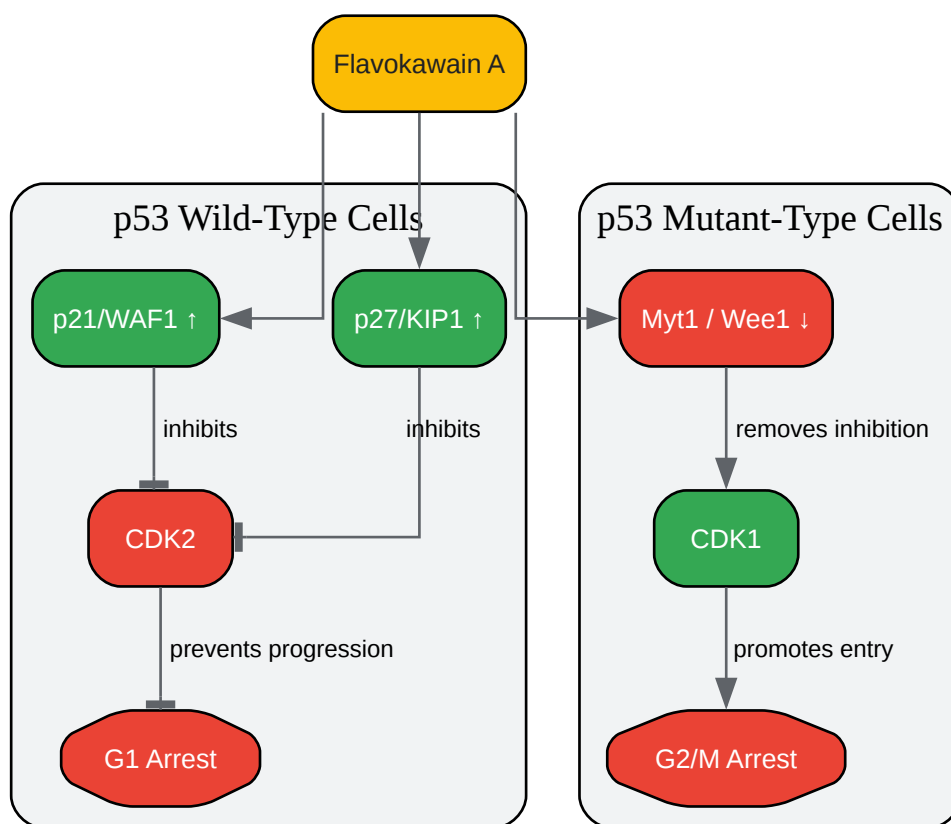 Flavokawain A
p53 Wild-Type Cells
p53 Mutant-Type Cells
p21/WAF1 ↑
p27/KIP1 ↑
Myt1 / Wee1 ↓
inhibits
inhibits
removes inhibition
CDK2
CDK1
prevents progression
promotes entry
G1 Arrest
G2/M Arrest